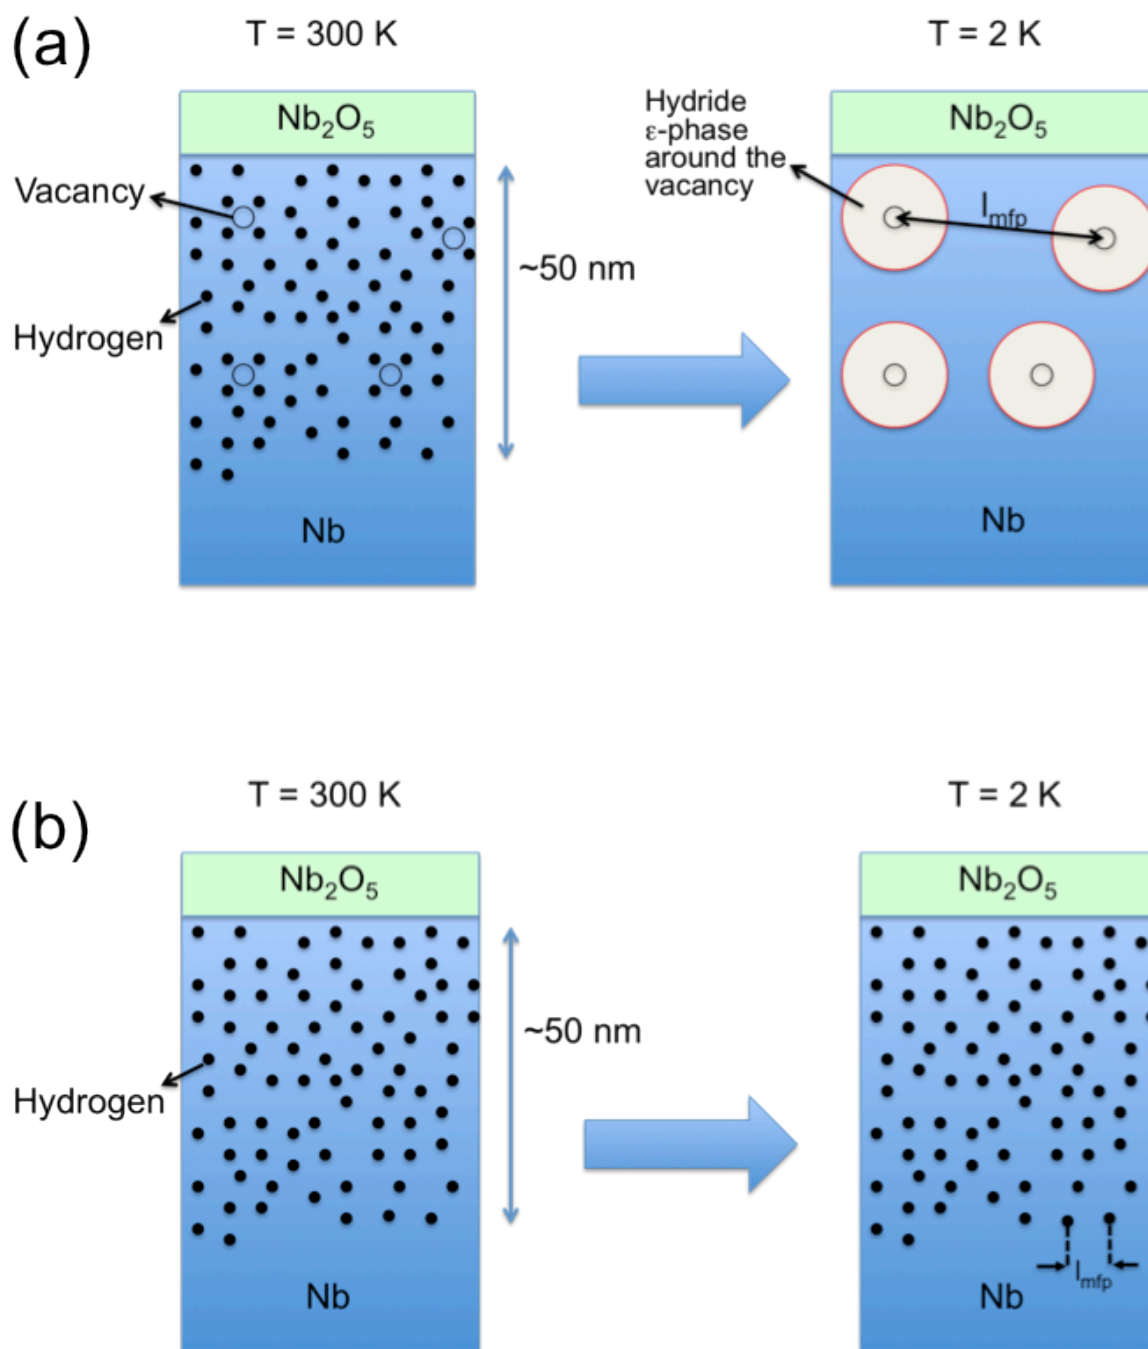 (a)
T = 300 K
T = 2 K
Nb₂O₅
Hydride
ε-phase
around the
vacancy
Nb₂O₅
Vacancy
lₘfₚ
~50 nm
Hydrogen
Nb
Nb
(b)
T = 300 K
T = 2 K
Nb₂O₅
Nb₂O₅
~50 nm
Hydrogen
lₘfₚ
Nb
Nb